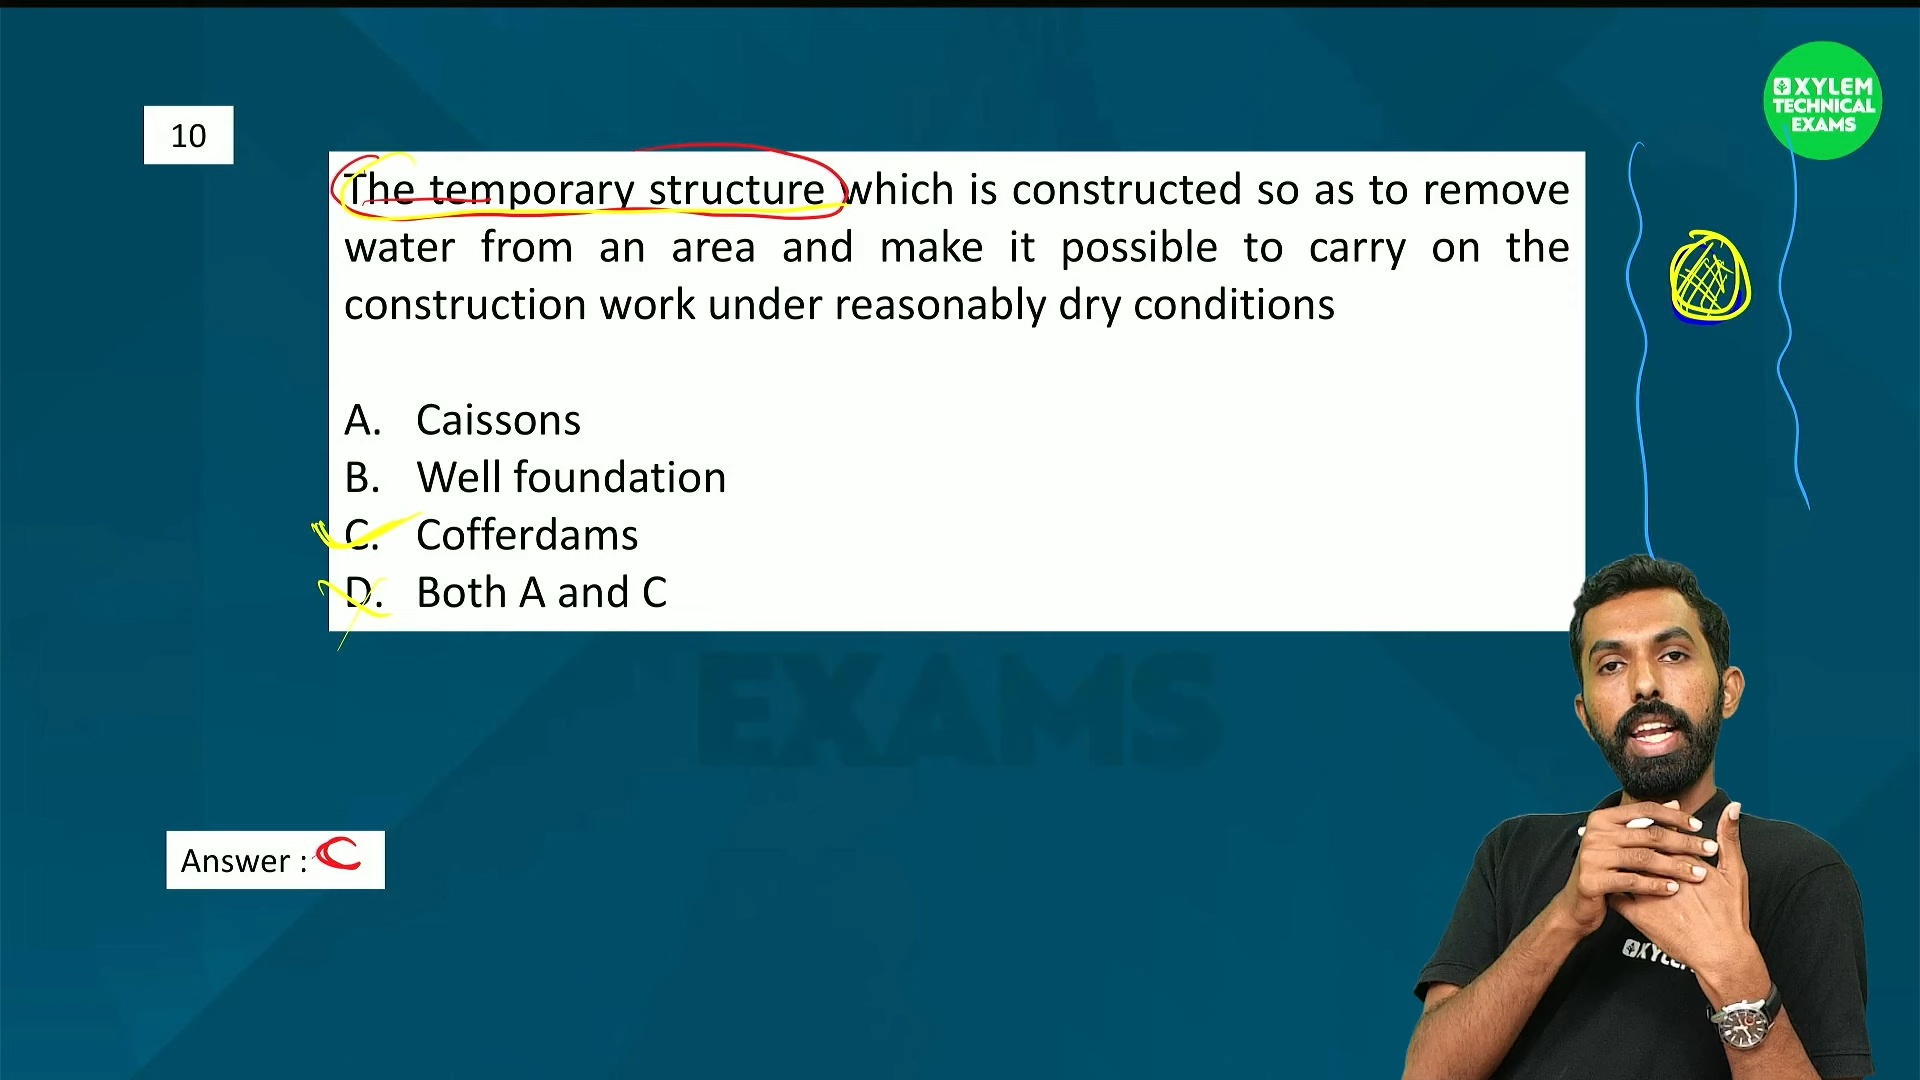 XYLEM
TECHNICAL
EXAMS
10
The temporary structure which is constructed so as to remove
water from an area and make it possible to carry on the
construction work under reasonably dry conditions
A. Caissons
B. Well foundation
C. Cofferdams
D. Both A and C
EXAMS
Answer : C